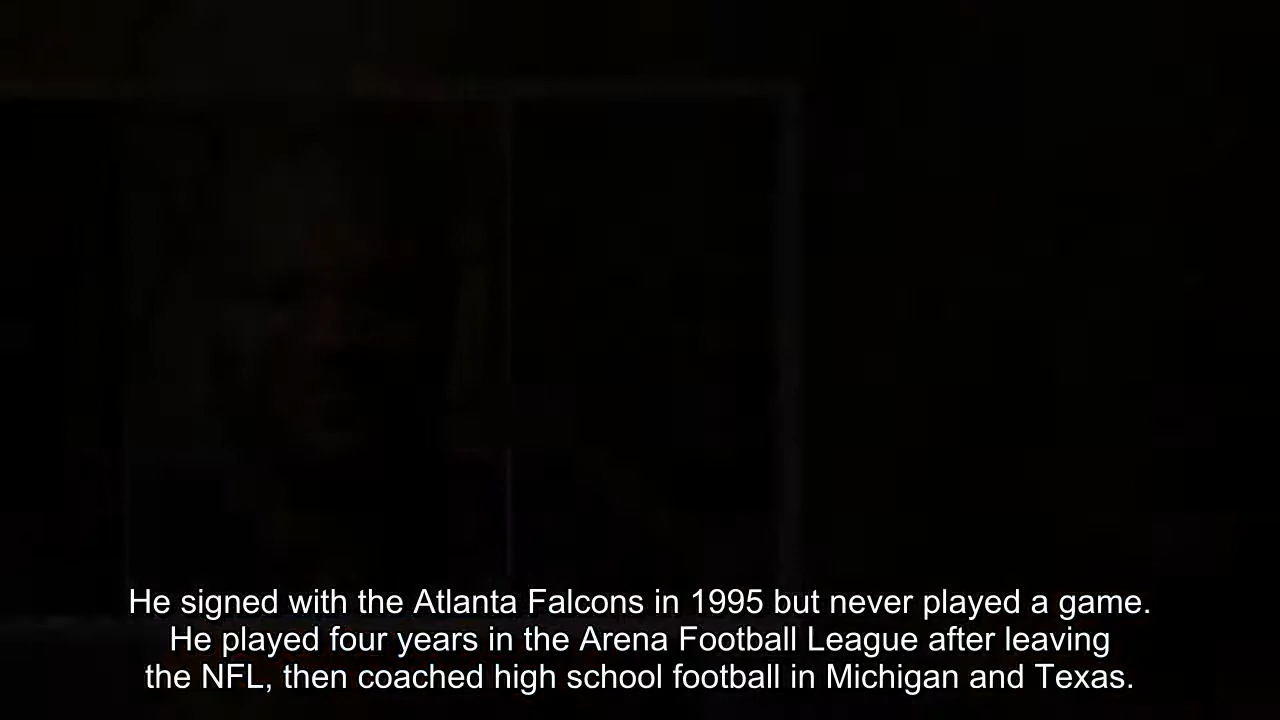 He signed with the Atlanta Falcons in 1995 but never played a game.
He played four years in the Arena Football League after leaving
the NFL, then coached high school football in Michigan and Texas.